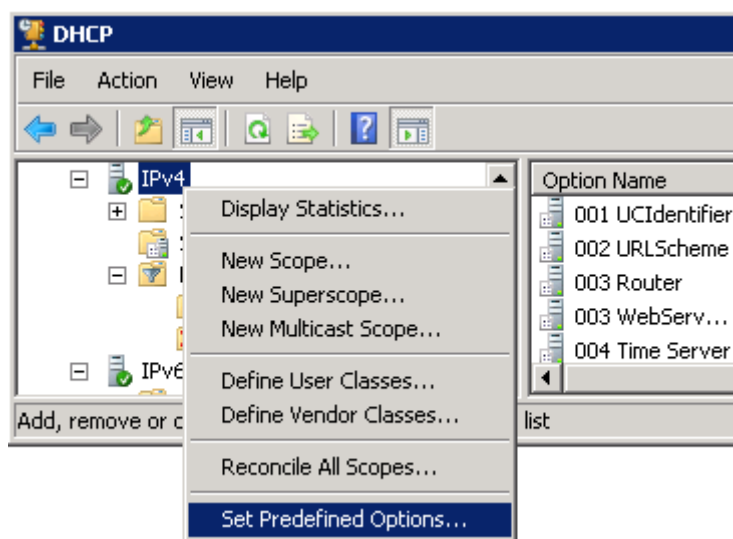 DHCP
File Action View Help
IPv4
Display Statistics...
New Scope...
New Superscope...
New Multicast Scope...
Define User Classes...
Define Vendor Classes...
Reconcile All Scopes...
Set Predefined Options...
IPv6
Add, remove or
list
Option Name
001 UCIdentifier
002 URLScheme
003 Router
003 WebServ...
004 Time Server